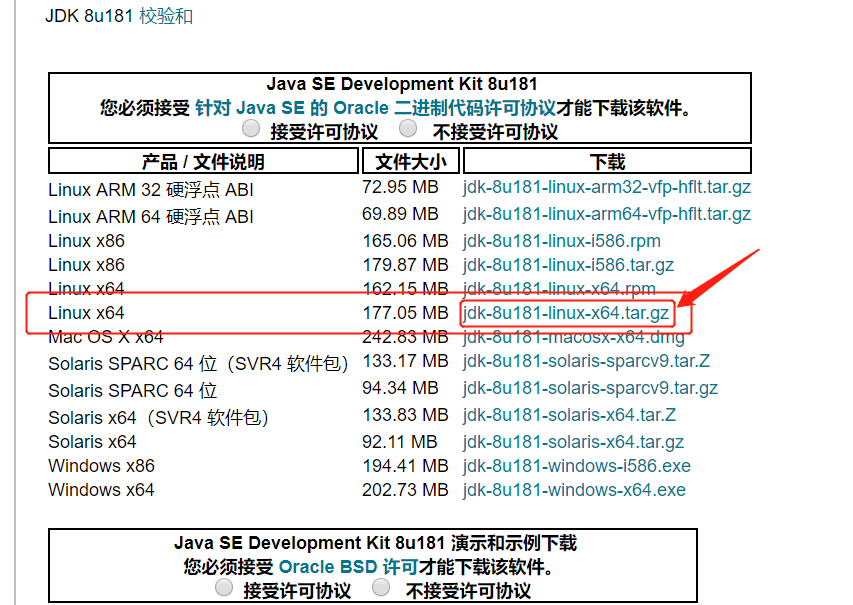 JDK 8u181 校验和
Java SE Development Kit 8u181
您必须接受 针对 Java SE 的 Oracle 二进制代码许可协议才能下载该软件。
接受许可协议 不接受许可协议
产品 / 文件说明 文件大小 下载
Linux ARM 32 硬浮点 ABI 72.95 MB jdk-8u181-linux-arm32-vfp-hflt.tar.gz
Linux ARM 64 硬浮点 ABI 69.89 MB jdk-8u181-linux-arm64-vfp-hflt.tar.gz
Linux x86 165.06 MB jdk-8u181-linux-i586.rpm
Linux x86 179.87 MB jdk-8u181-linux-i586.tar.gz
Linux x64 162.15 MB jdk-8u181-linux-x64.rpm
Linux x64 177.05 MB jdk-8u181-linux-x64.tar.gz
Mac OS X x64 242.83 MB jdk-8u181-macosx-x64.dmg
Solaris SPARC 64 位（SVR4 软件包） 133.17 MB jdk-8u181-solaris-sparcv9.tar.Z
Solaris SPARC 64 位 94.34 MB jdk-8u181-solaris-sparcv9.tar.gz
Solaris x64（SVR4 软件包） 133.83 MB jdk-8u181-solaris-x64.tar.Z
Solaris x64 92.11 MB jdk-8u181-solaris-x64.tar.gz
Windows x86 194.41 MB jdk-8u181-windows-i586.exe
Windows x64 202.73 MB jdk-8u181-windows-x64.exe
Java SE Development Kit 8u181 演示和示例下载
您必须接受 Oracle BSD 许可才能下载该软件。
接受许可协议 不接受许可协议